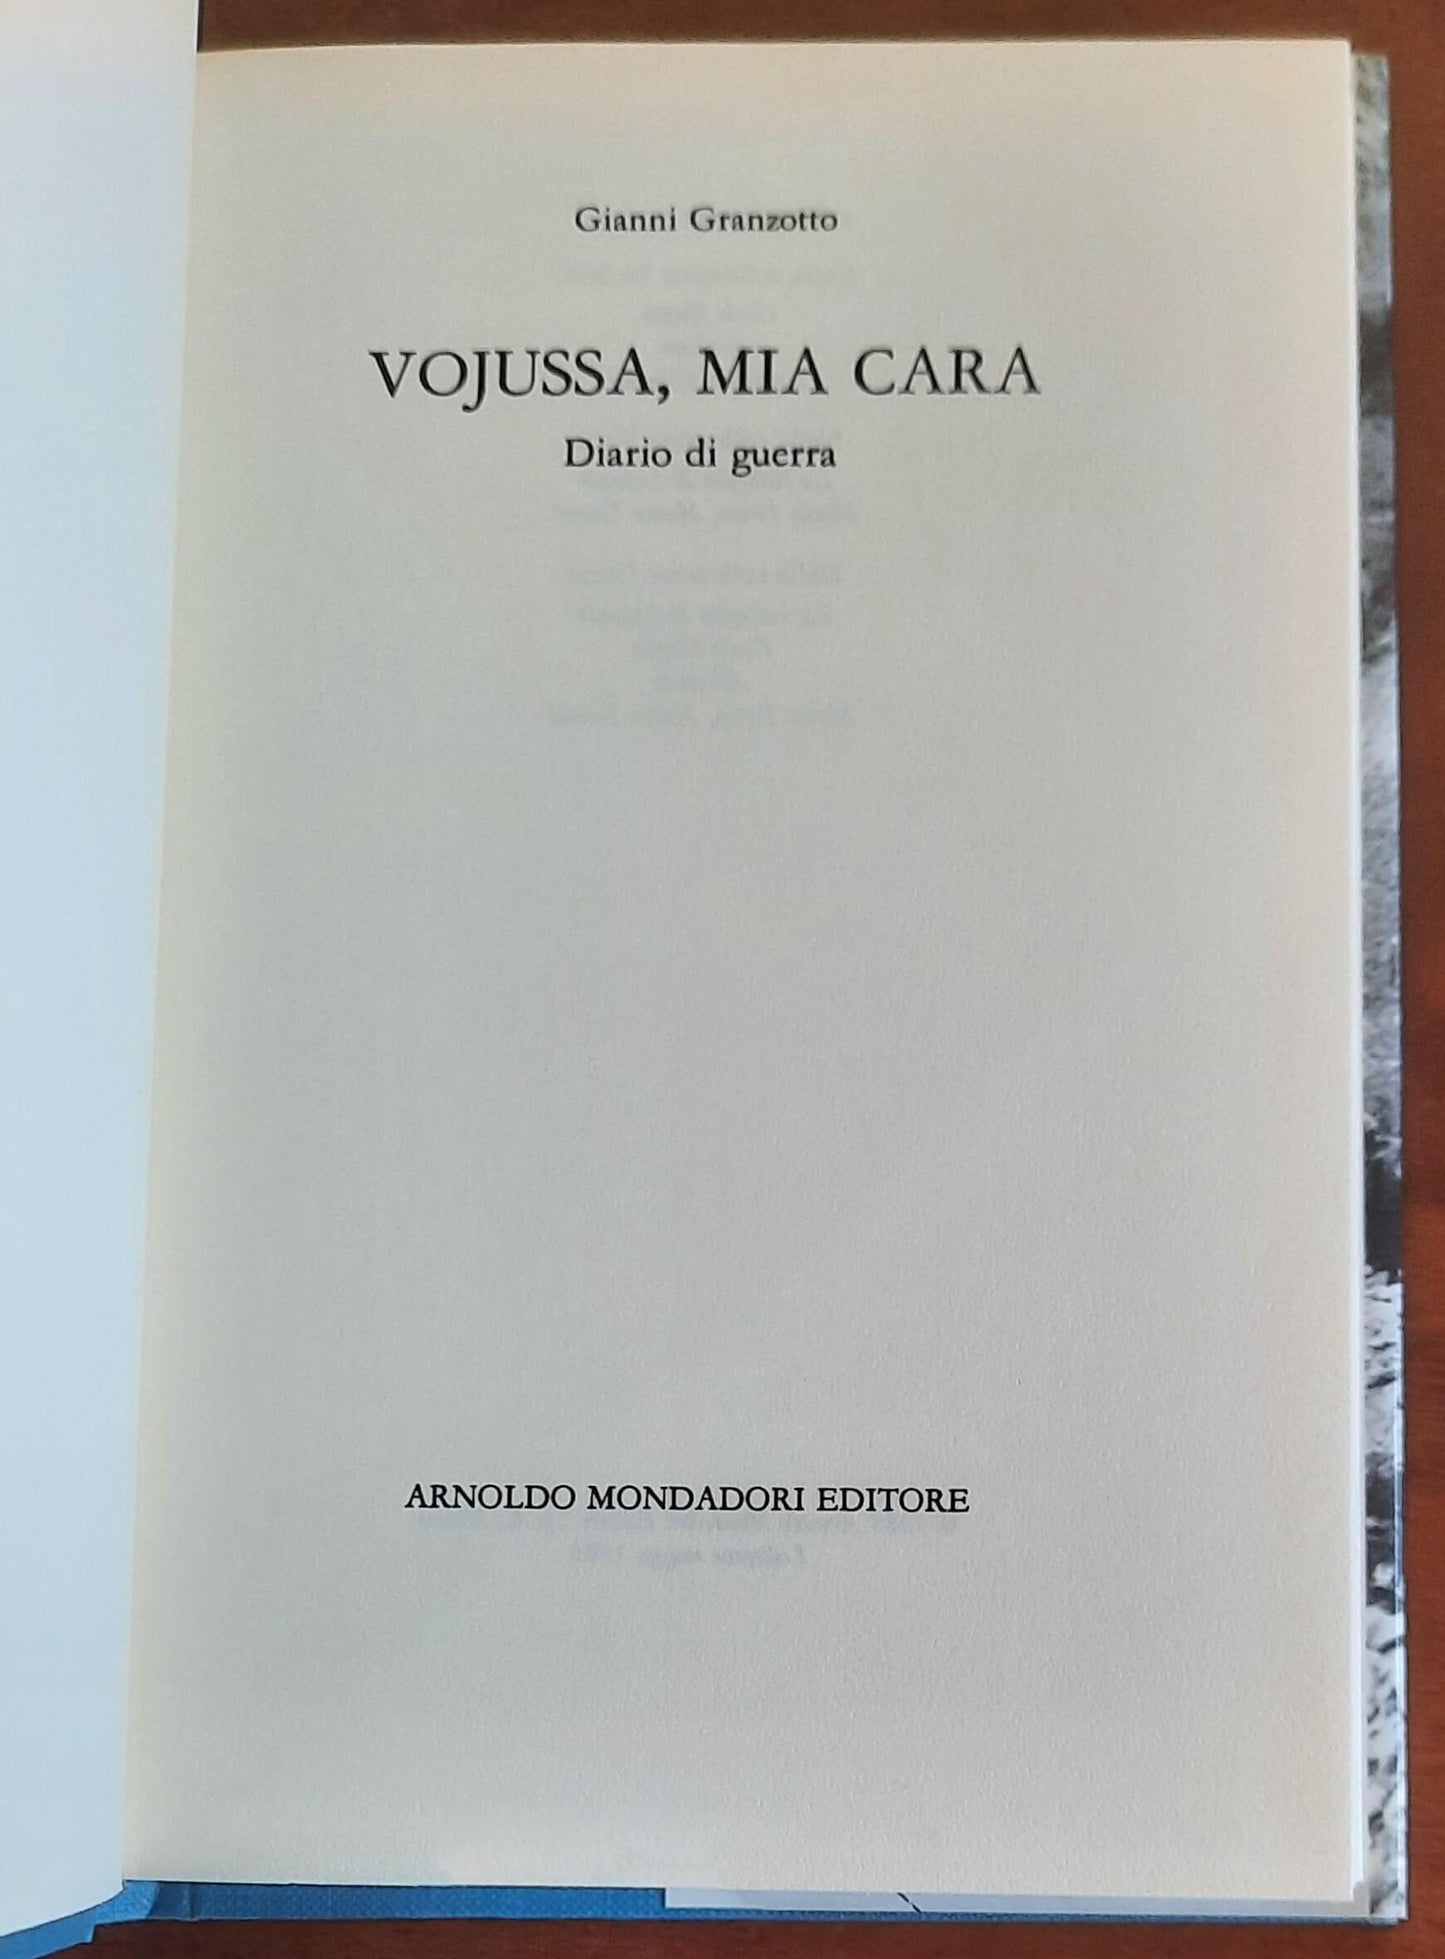 Gianni Granzotto
VOJUSSA, MIA CARA
Diario di guerra
ARNOLDO MONDADORI EDITORE